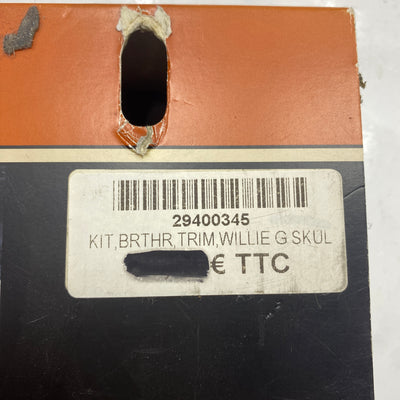 29400345
KIT,BRTHR,TRIM,WILLIE G SKUL
€ TTC